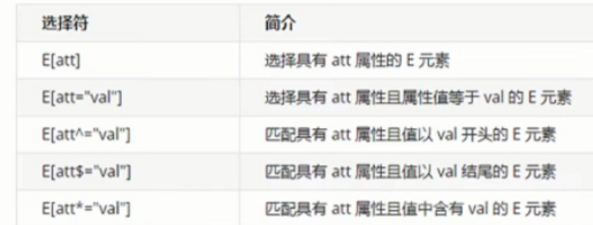 选择符 简介
E[att] 选择具有 att 属性的 E 元素
E[att="val"] 选择具有 att 属性且属性值等于 val 的 E 元素
E[att^="val"] 匹配具有 att 属性且值以 val 开头的 E 元素
E[att$="val"] 匹配具有 att 属性且值以 val 结尾的 E 元素
E[att*="val"] 匹配具有 att 属性且值中含有 val 的 E 元素